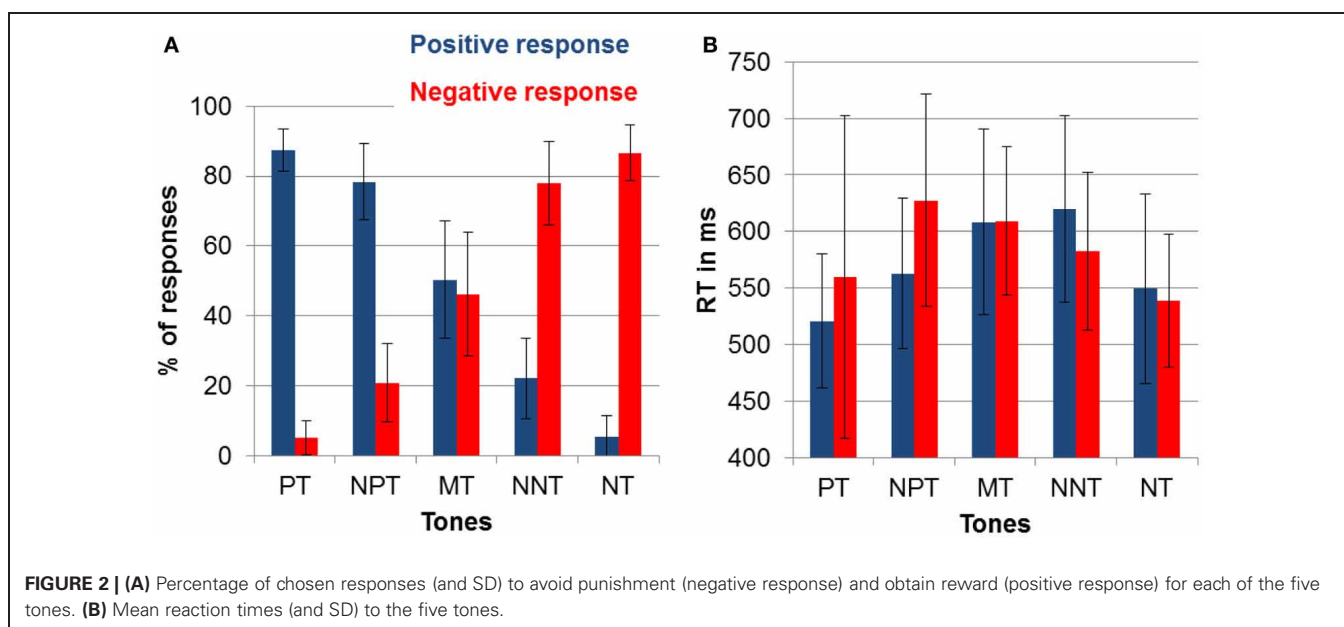 A
Positive response
Negative response
100
80
60
40
20
0
% of responses
PT NPT MT NNT NT
Tones
B
750
700
650
600
550
500
450
400
RT in ms
PT NPT MT NNT NT
Tones
FIGURE 2 | (A) Percentage of chosen responses (and SD) to avoid punishment (negative response) and obtain reward (positive response) for each of the five
tones. (B) Mean reaction times (and SD) to the five tones.